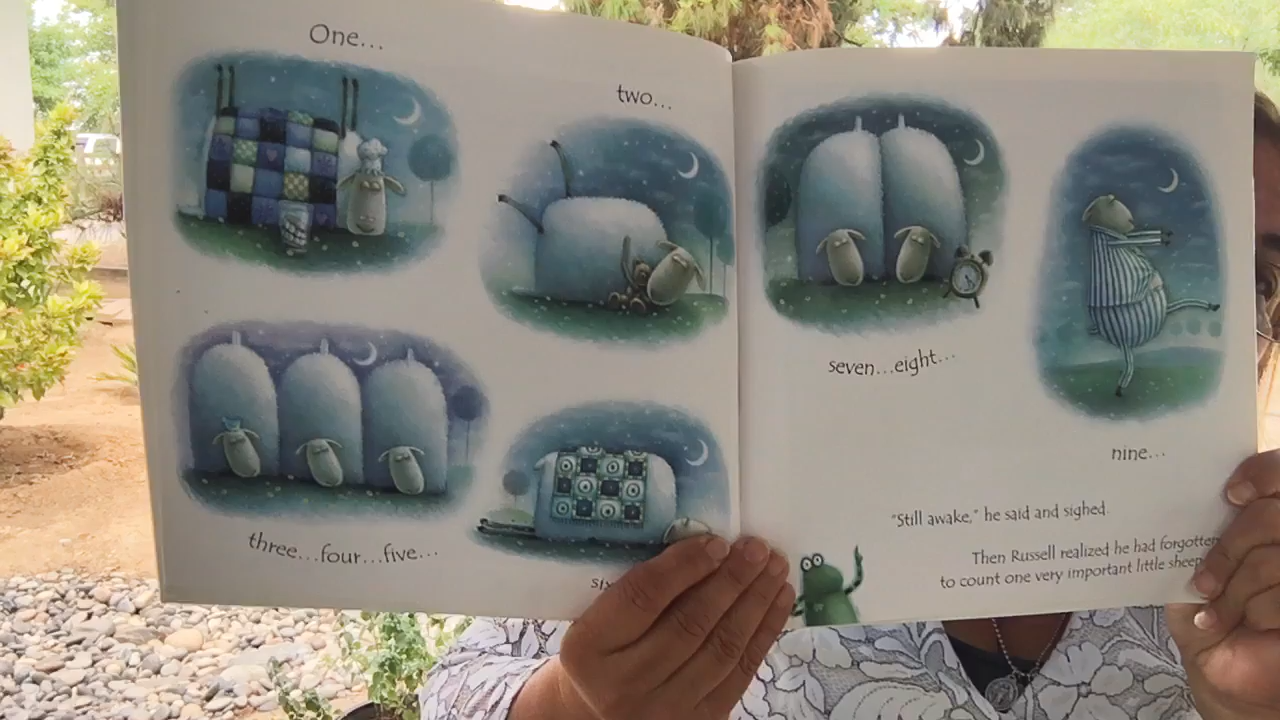 One...
two...
three...four...five...
seven...eight...
nine...
"Still awake," he said and sighed.
Then Russell realized he had forgotten
to count one very important little sheep